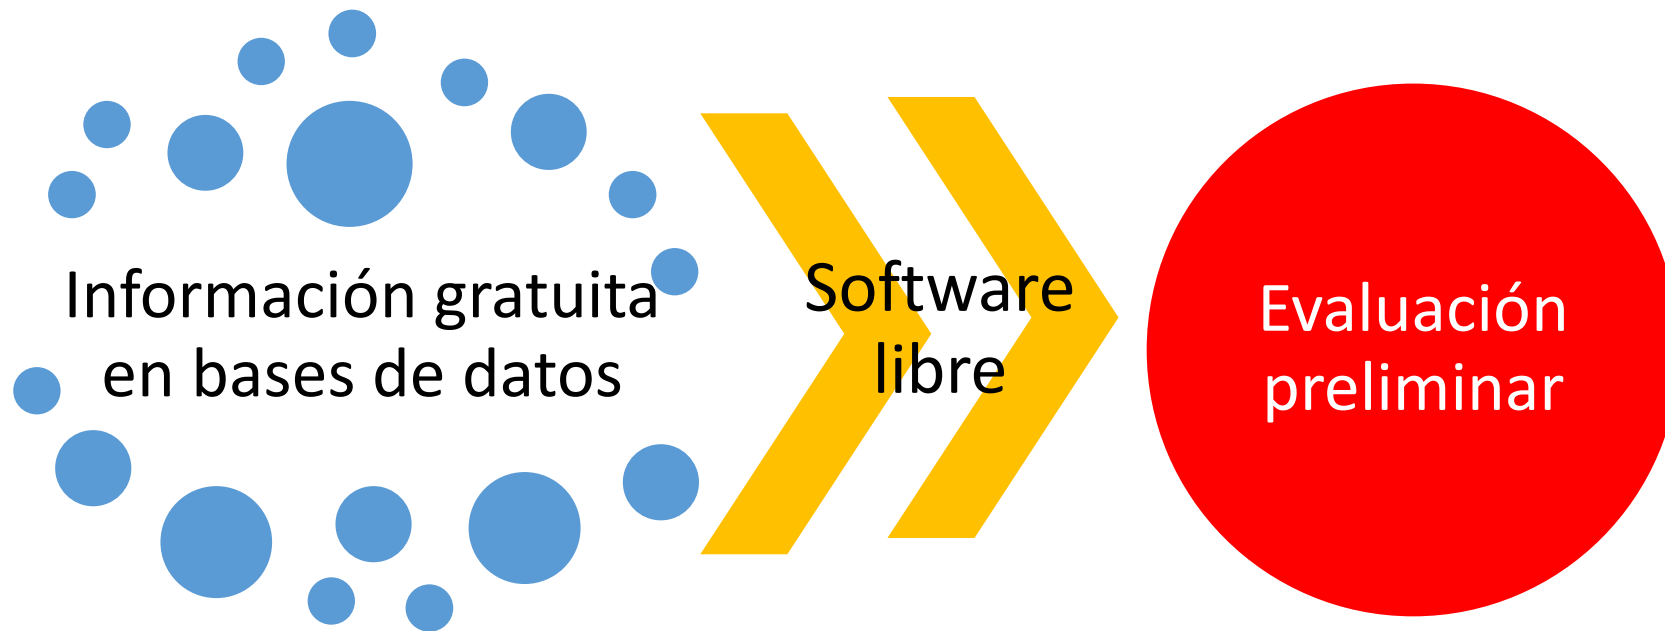 Información gratuita
en bases de datos
Software
libre
Evaluación
preliminar